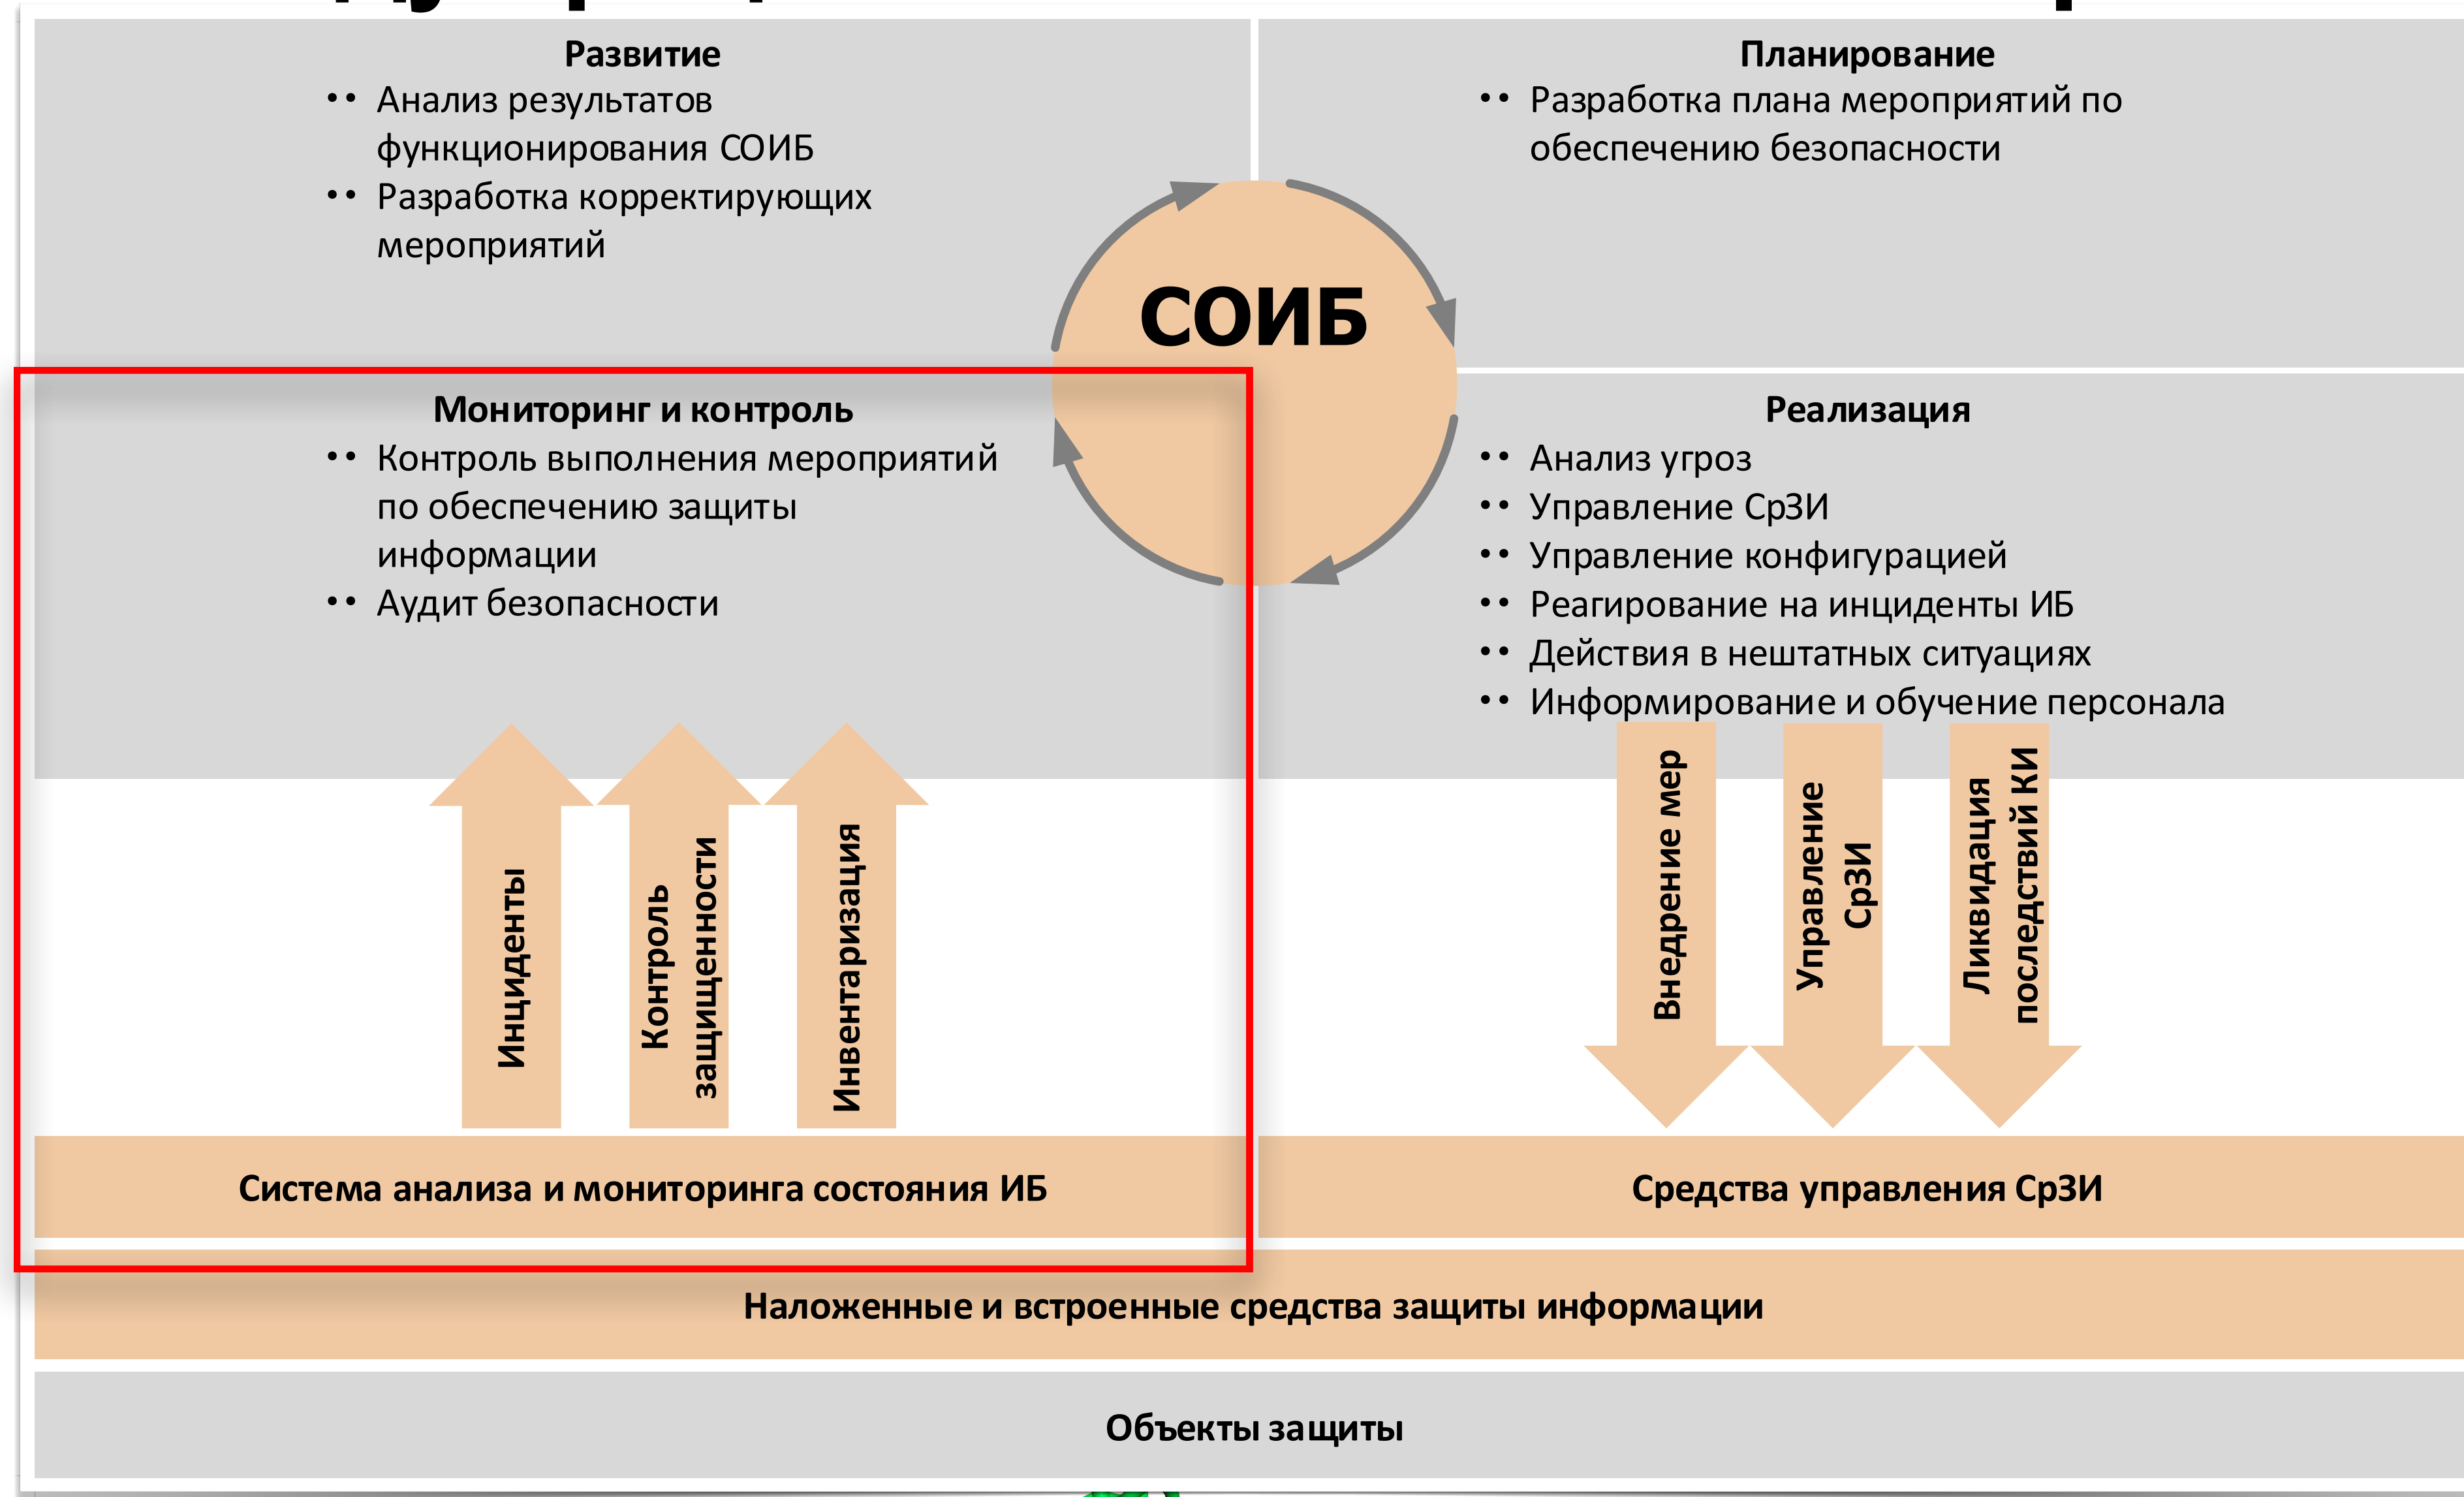 Развитие
•• Анализ результатов
функционирования СОИБ
•• Разработка корректирующих
мероприятий
Планирование
•• Разработка плана мероприятий по
обеспечению безопасности
СОИБ
Мониторинг и контроль
•• Контроль выполнения мероприятий
по обеспечению защиты
информации
•• Аудит безопасности
Реализация
•• Анализ угроз
•• Управление СрЗИ
•• Управление конфигурацией
•• Реагирование на инциденты ИБ
•• Действия в нештатных ситуациях
•• Информирование и обучение персонала
Инциденты
Контроль
защищенности
Инвентаризация
Внедрение мер
Управление
СрЗИ
Ликвидация
последствий КИ
Система анализа и мониторинга состояния ИБ
Средства управления СрЗИ
Наложенные и встроенные средства защиты информации
Объекты защиты